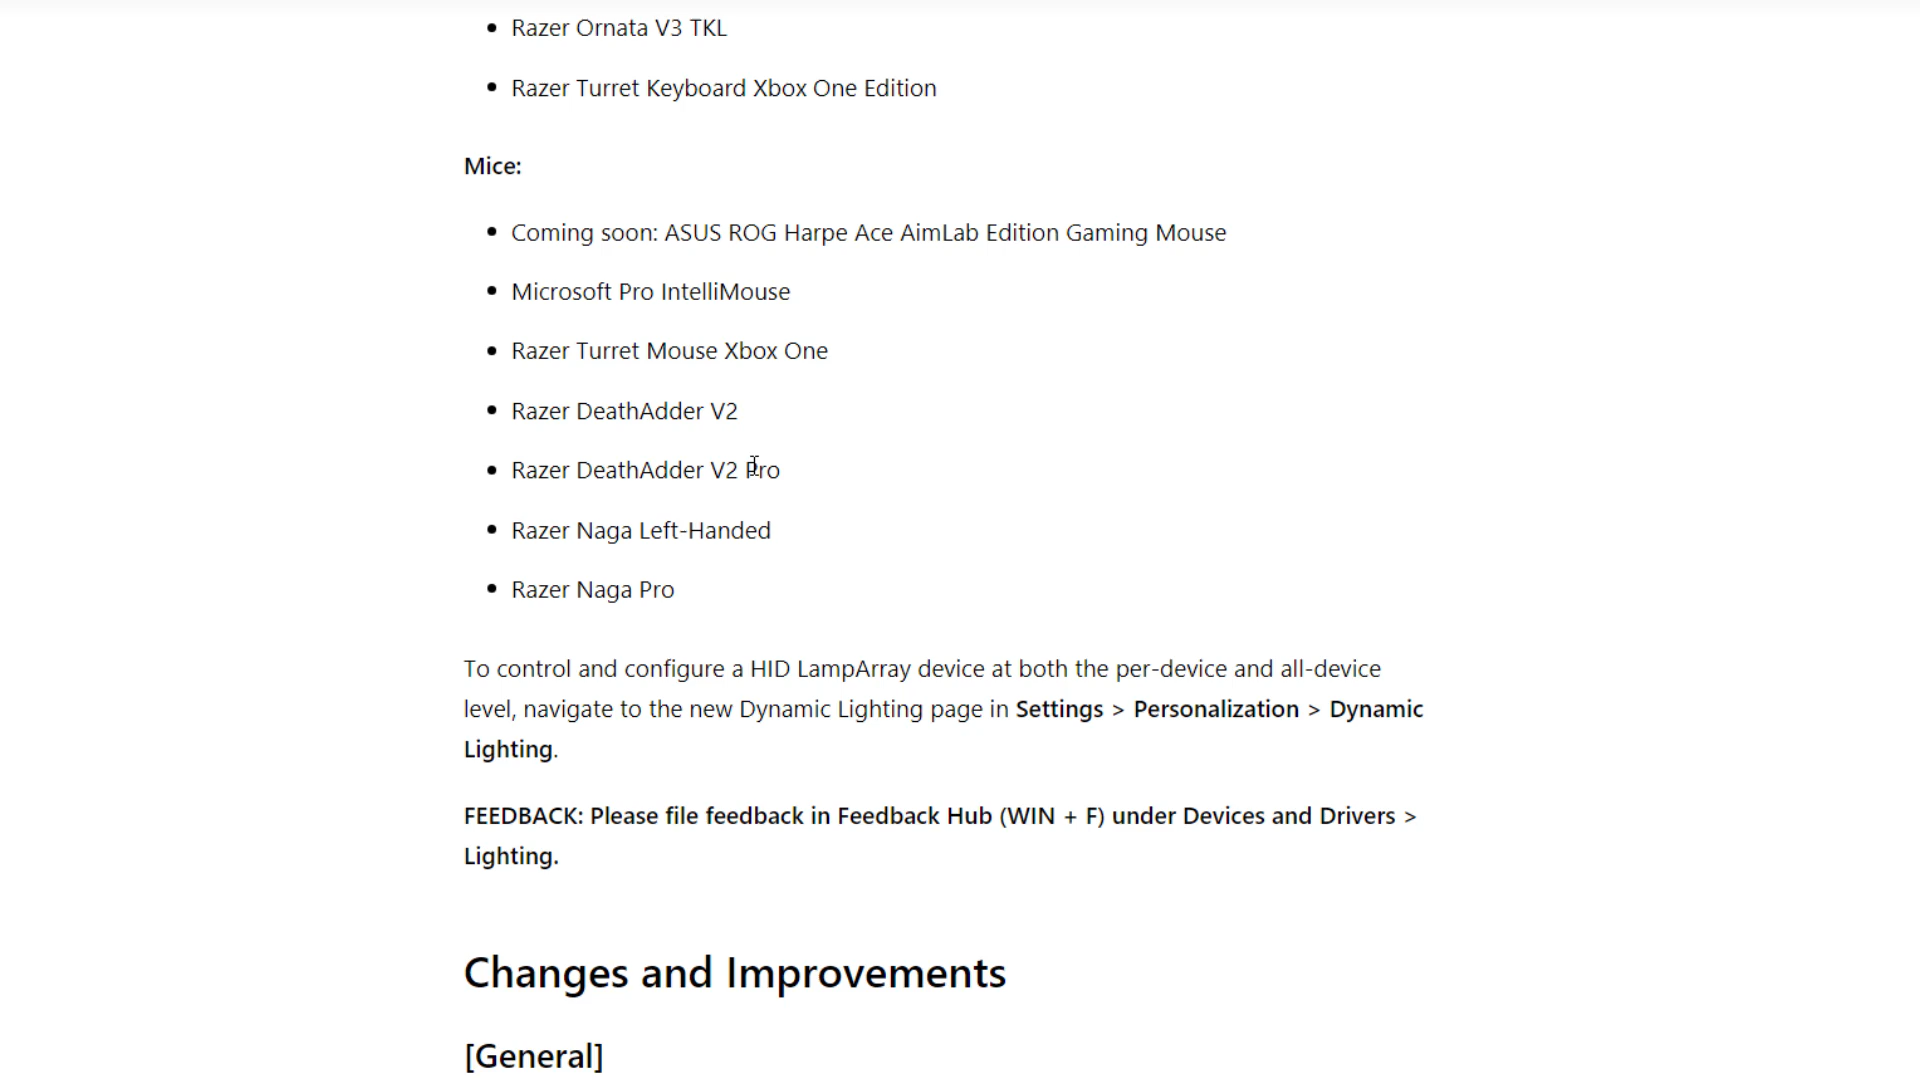 Razer Ornata V3 TKL
Razer Turret Keyboard Xbox One Edition
Mice:
Coming soon: ASUS ROG Harpe Ace AimLab Edition Gaming Mouse
Microsoft Pro IntelliMouse
Razer Turret Mouse Xbox One
Razer DeathAdder V2
Razer DeathAdder V2 Pro
Razer Naga Left-Handed
Razer Naga Pro
To control and configure a HID LampArray device at both the per-device and all-device
level, navigate to the new Dynamic Lighting page in Settings > Personalization > Dynamic
Lighting.
FEEDBACK: Please file feedback in Feedback Hub (WIN + F) under Devices and Drivers >
Lighting.
Changes and Improvements
[General]